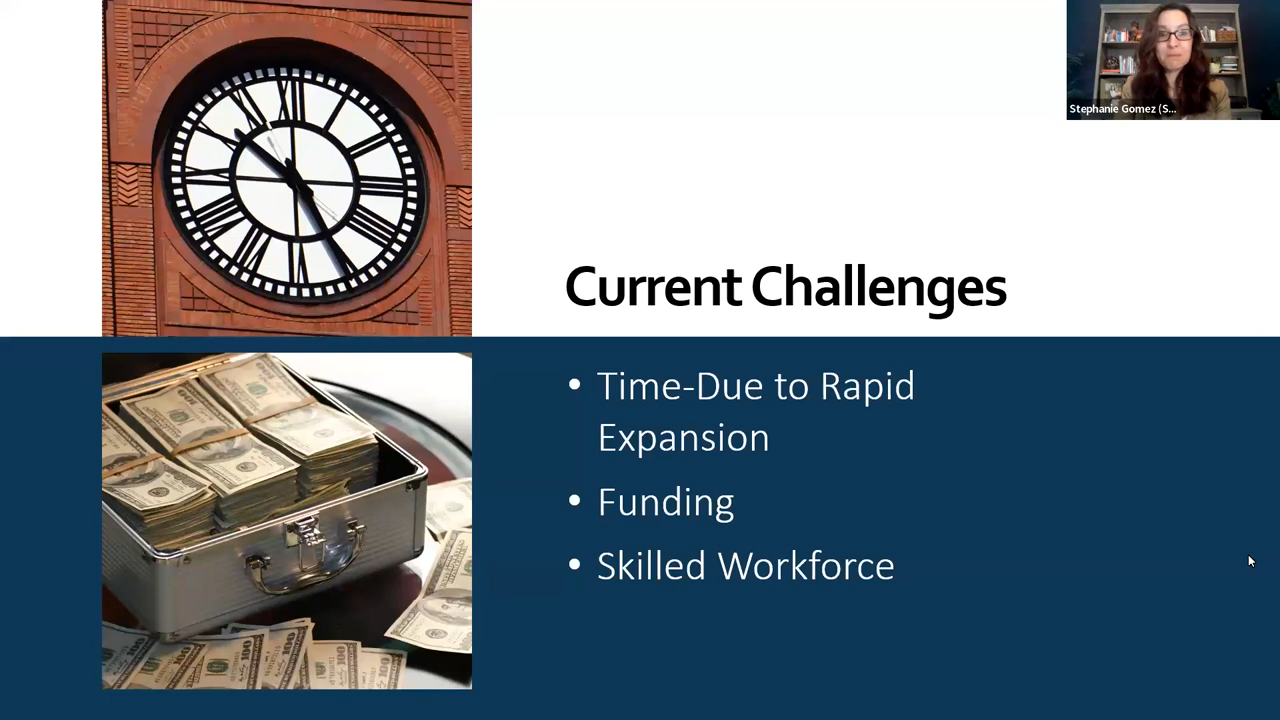 Stephanie Gomez (S...
Current Challenges
• Time-Due to Rapid
Expansion
• Funding
• Skilled Workforce